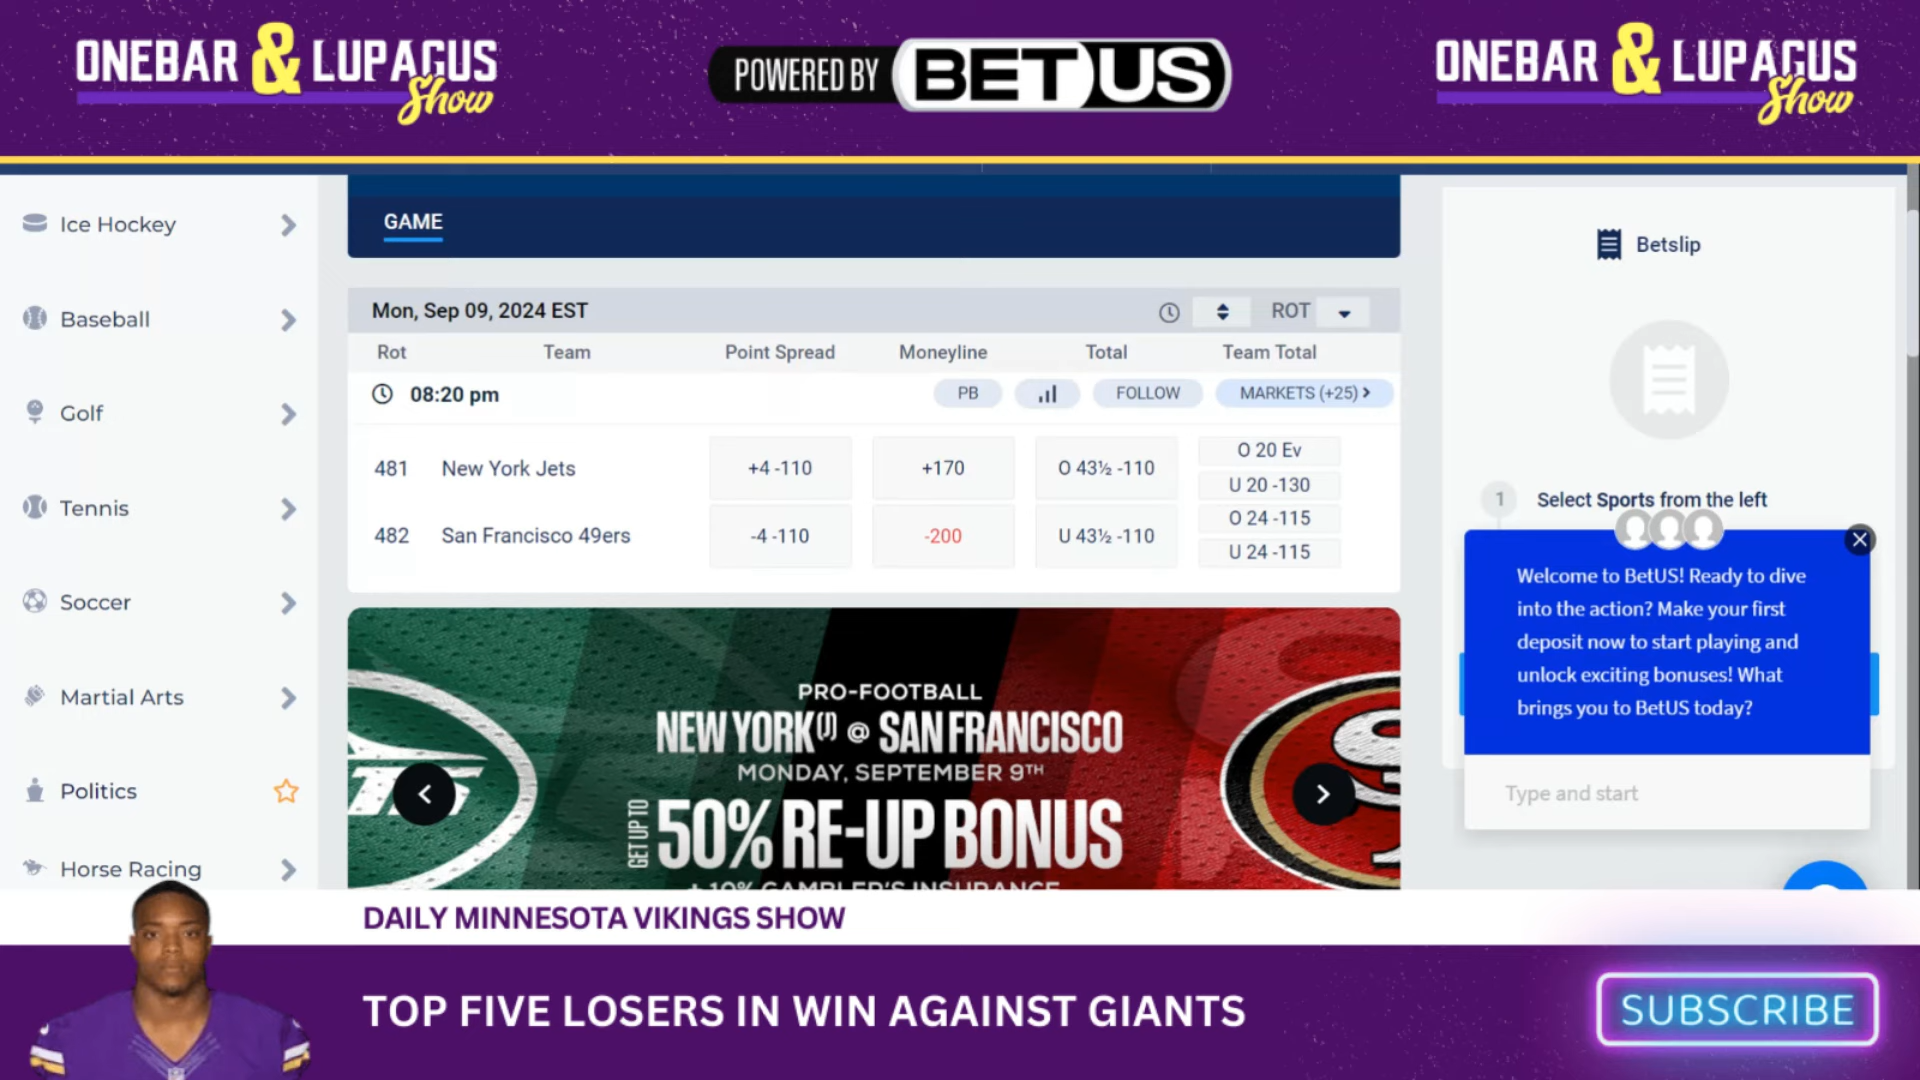 ONEBAR & LUPAGUS Show
POWERED BY BETUS
ONEBAR & LUPAGUS Show
Ice Hockey
Baseball
Golf
Tennis
Soccer
Martial Arts
Politics
Horse Racing
GAME
Mon, Sep 09, 2024 EST
ROT
Rot Team Point Spread Moneyline Total Team Total
08:20 pm PB FOLLOW MARKETS (+25) >
481 New York Jets +4 -110 +170 O 43½ -110 O 20 Ev
U 20 -130
482 San Francisco 49ers -4 -110 -200 U 43½ -110 O 24 -115
U 24 -115
PRO-FOOTBALL
NEW YORK(J) @ SAN FRANCISCO
MONDAY, SEPTEMBER 9TH
GET UP TO 50% RE-UP BONUS
+ 10% GAMBLER'S INSURANCE
Betslip
1 Select Sports from the left
Welcome to BetUS! Ready to dive
into the action? Make your first
deposit now to start playing and
unlock exciting bonuses! What
brings you to BetUS today?
Type and start
DAILY MINNESOTA VIKINGS SHOW
TOP FIVE LOSERS IN WIN AGAINST GIANTS
SUBSCRIBE